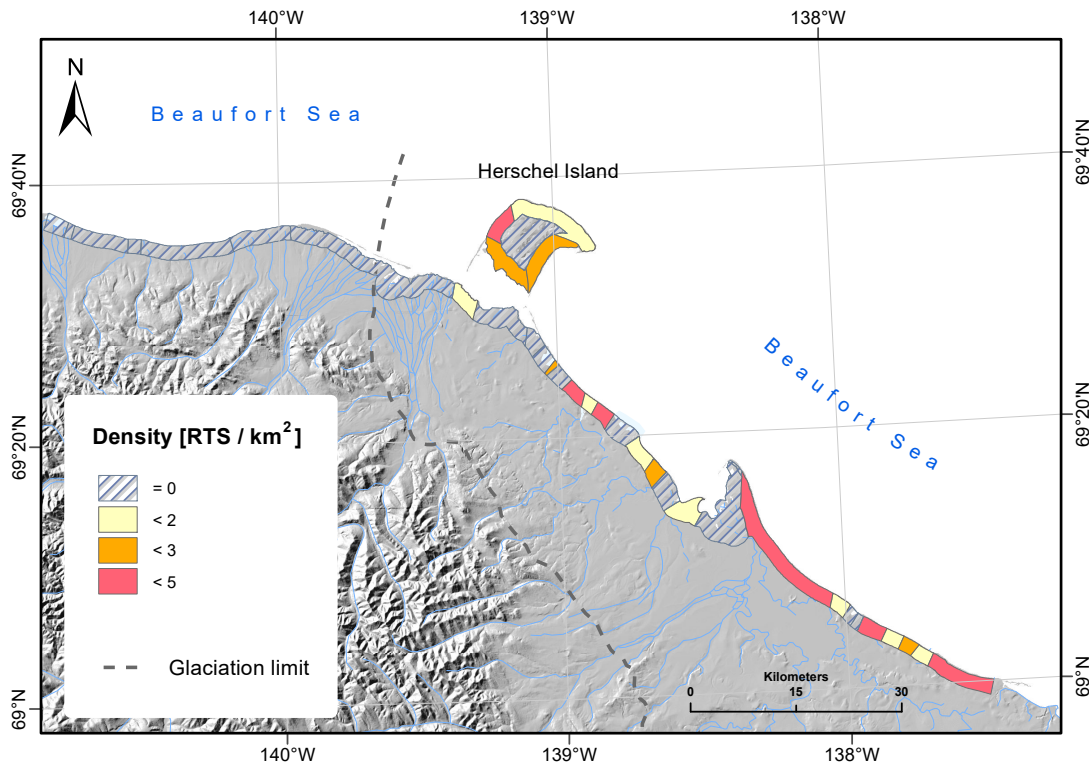 140°W
139°W
138°W
N
Beaufort Sea
69°40'N
69°40'N
Herschel Island
Beaufort Sea
69°20'N
69°20'N
Density [RTS / km²]
= 0
< 2
< 3
< 5
Glaciation limit
Kilometers
0 15 30
69°N
69°N
140°W
139°W
138°W